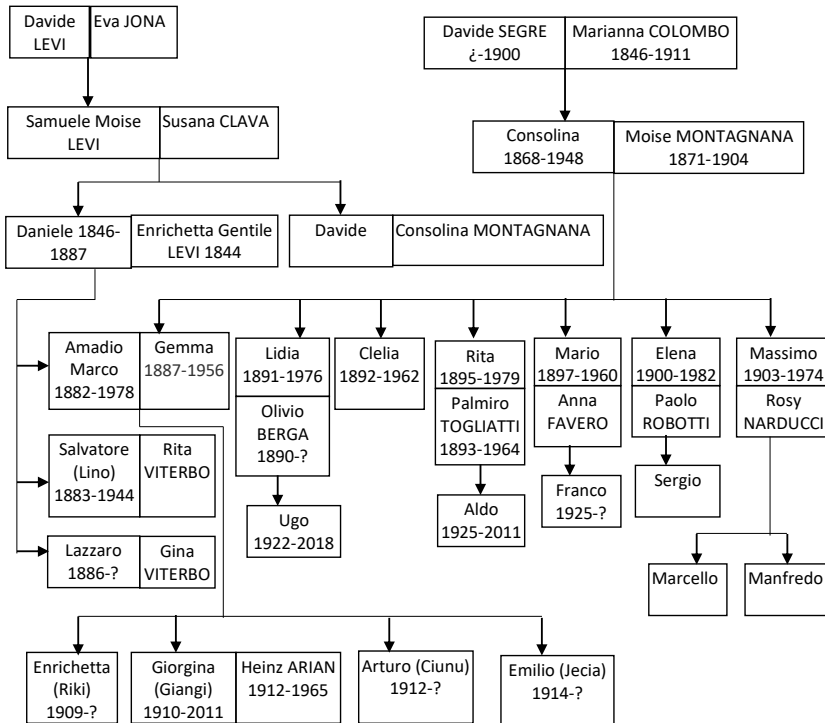 Davide
LEVI
Eva JONA
Davide SEGRE
¿-1900
Marianna COLOMBO
1846-1911
Samuele Moise
LEVI
Susana CLAVA
Consolina
1868-1948
Moise MONTAGNANA
1871-1904
Daniele 1846-
1887
Enrichetta Gentile
LEVI 1844
Davide
Consolina MONTAGNANA
Amadio
Marco
1882-1978
Gemma
1887-1956
Lidia
1891-1976
Clelia
1892-1962
Rita
1895-1979
Mario
1897-1960
Elena
1900-1982
Massimo
1903-1974
Olivio
BERGA
1890-?
Palmiro
TOGLIATTI
1893-1964
Anna
FAVERO
Paolo
ROBOTTI
Rosy
NARDUCCI
Salvatore
(Lino)
1883-1944
Rita
VITERBO
Ugo
1922-2018
Aldo
1925-2011
Franco
1925-?
Sergio
Lazzaro
1886-?
Gina
VITERBO
Marcello
Manfredo
Enrichetta
(Riki)
1909-?
Giorgina
(Giangi)
1910-2011
Heinz ARIAN
1912-1965
Arturo (Ciunu)
1912-?
Emilio (Jecia)
1914-?